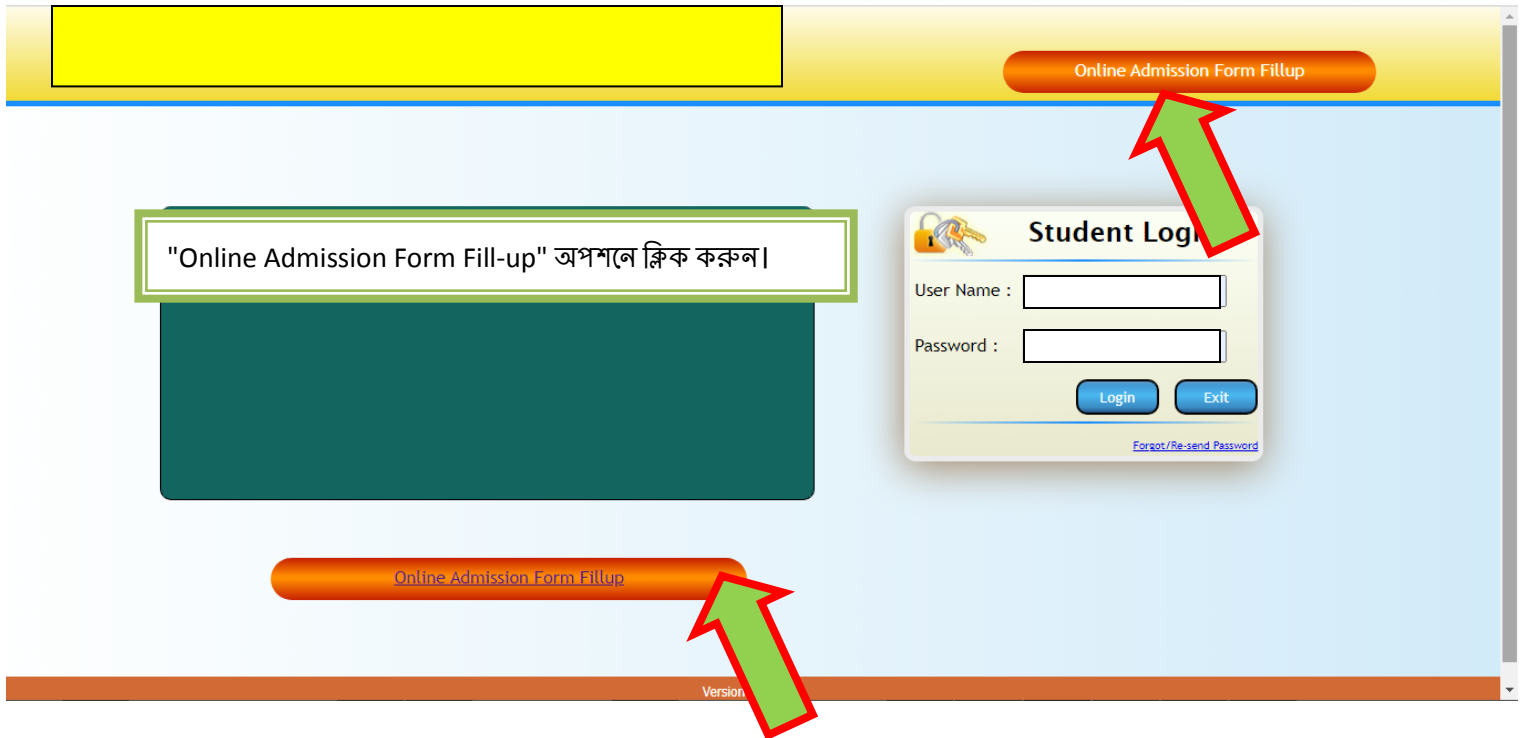 Online Admission Form Fillup
"Online Admission Form Fill-up" অপশনে ক্লিক করুন।
Student
User Name :
Password :
Login
Exit
Forgot/Re-send Password
Online Admission Form Fillup
Version